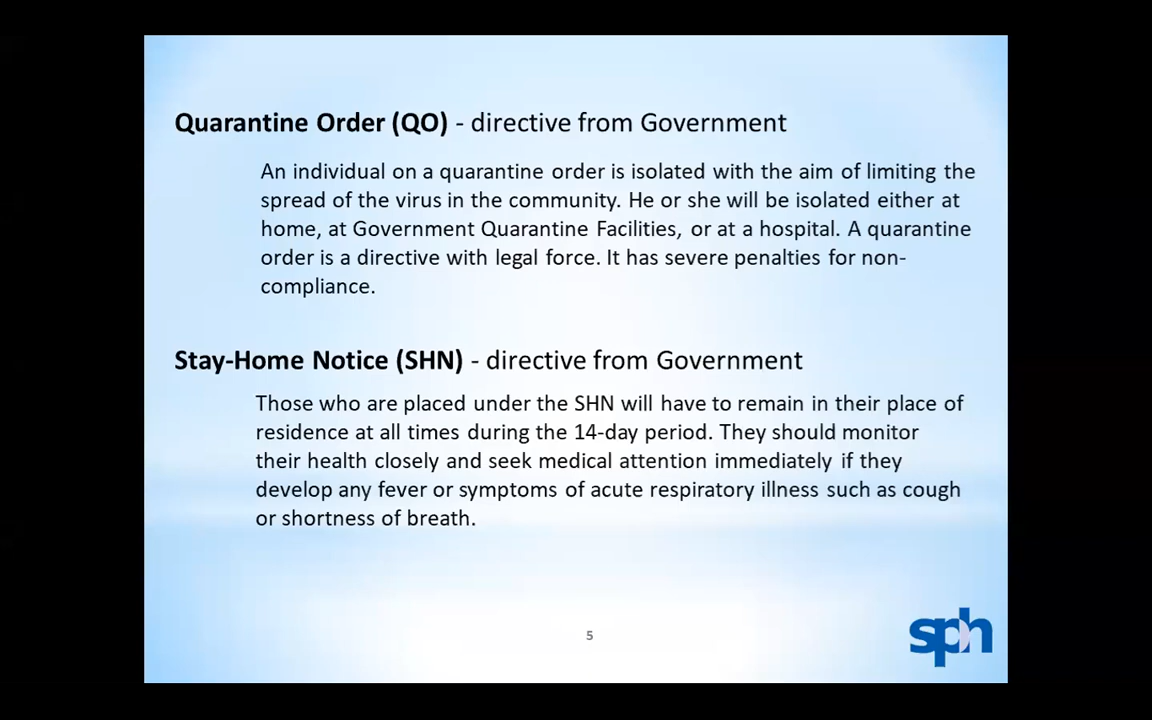 Quarantine Order (QO) - directive from Government
An individual on a quarantine order is isolated with the aim of limiting the
spread of the virus in the community. He or she will be isolated either at
home, at Government Quarantine Facilities, or at a hospital. A quarantine
order is a directive with legal force. It has severe penalties for non-
compliance.
Stay-Home Notice (SHN) - directive from Government
Those who are placed under the SHN will have to remain in their place of
residence at all times during the 14-day period. They should monitor
their health closely and seek medical attention immediately if they
develop any fever or symptoms of acute respiratory illness such as cough
or shortness of breath.
5
sph